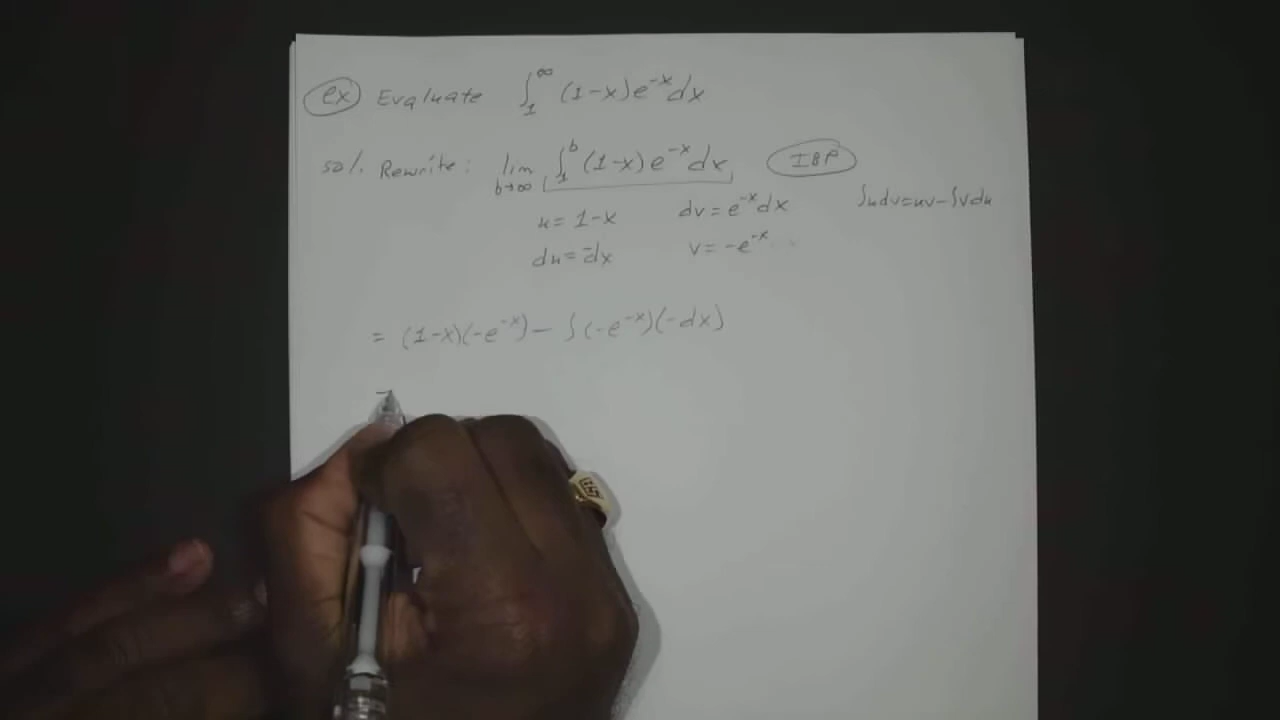 ex Evaluate ∫₁^∞ (1-x)e^{-x}dx
sol. Rewrite: lim_{b→∞} ∫₁^b (1-x)e^{-x}dx IBP
u = 1-x dv = e^{-x}dx ∫udv=uv-∫vdu
du = -dx v = -e^{-x}
= (1-x)(-e^{-x}) - ∫(-e^{-x})(-dx)